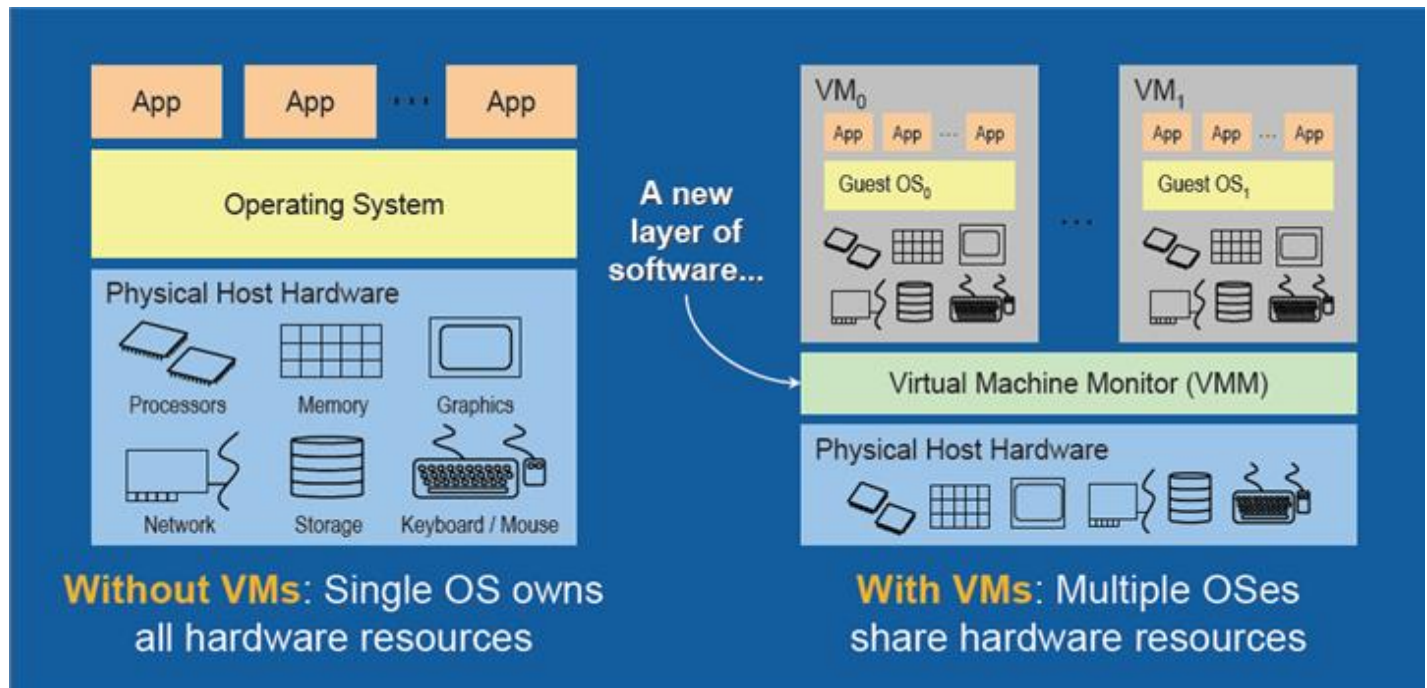 App App ... App
Operating System
Physical Host Hardware
Processors Memory Graphics
Network Storage Keyboard / Mouse
Without VMs: Single OS owns
all hardware resources
A new
layer of
software...
VM0
App App ... App
Guest OS0
...
VM1
App App ... App
Guest OS1
Virtual Machine Monitor (VMM)
Physical Host Hardware
With VMs: Multiple OSes
share hardware resources